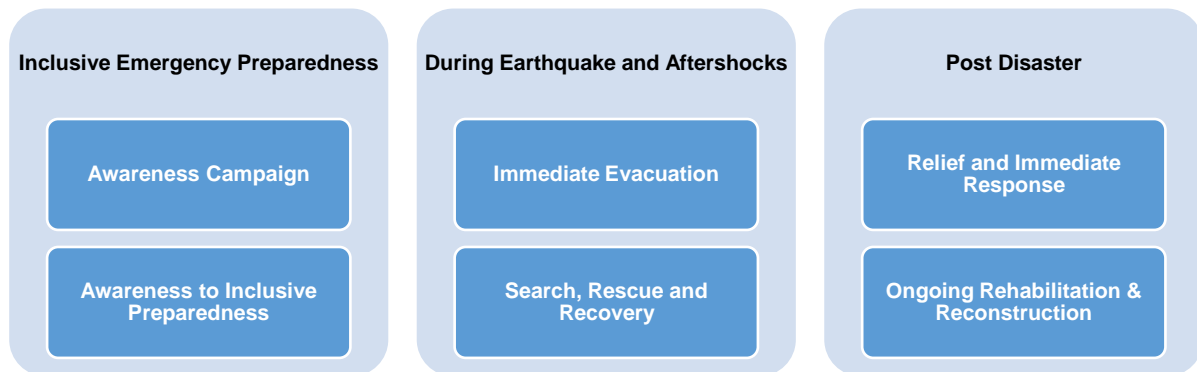 Inclusive Emergency Preparedness
Awareness Campaign
Awareness to Inclusive
Preparedness
During Earthquake and Aftershocks
Immediate Evacuation
Search, Rescue and
Recovery
Post Disaster
Relief and Immediate
Response
Ongoing Rehabilitation &
Reconstruction